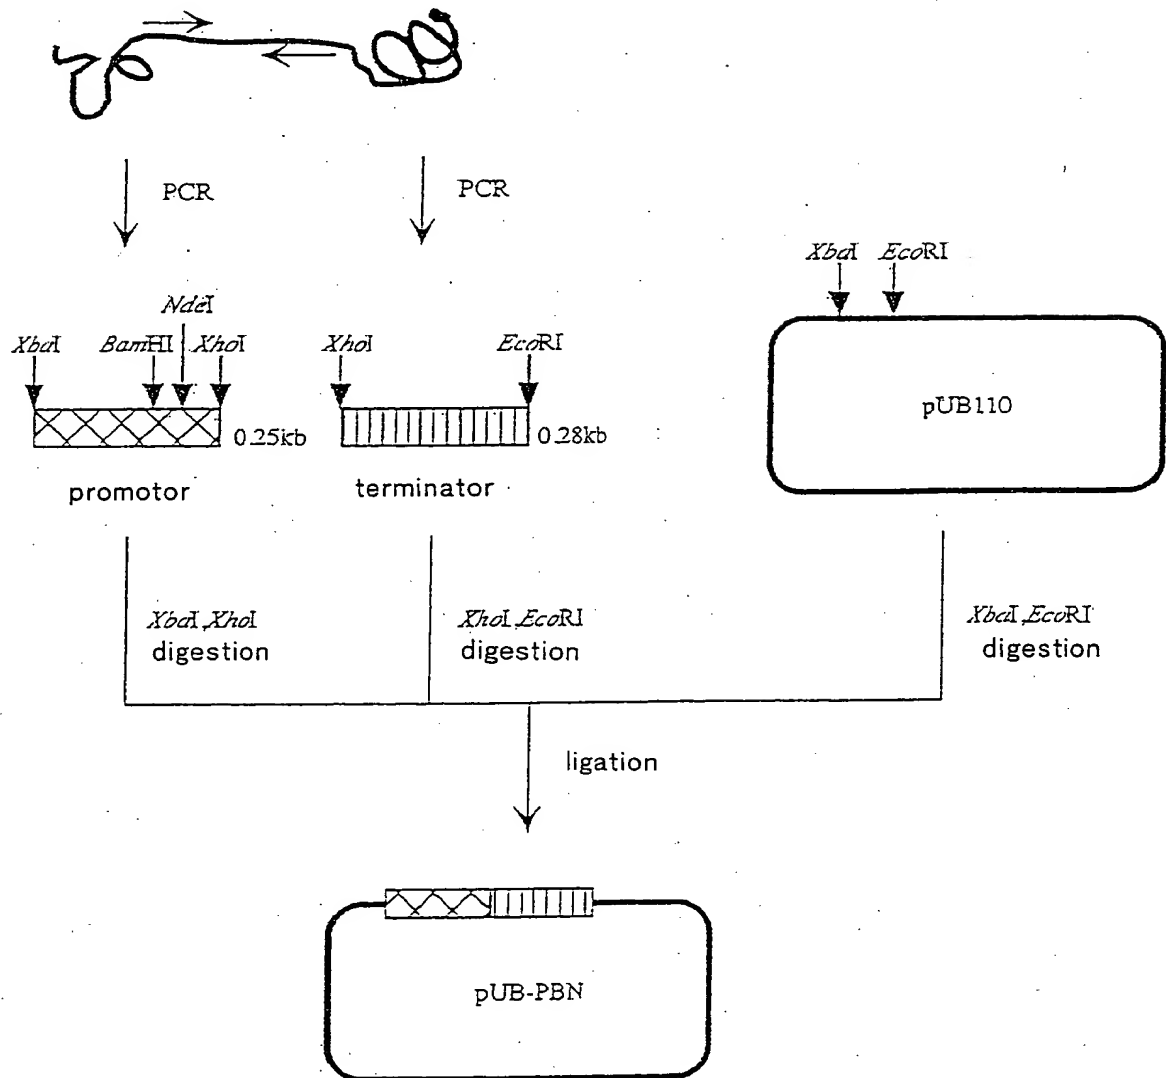 PCR
PCR
XbaI EcoRI
NdeI
XbaI BamHI XhoI
XhoI EcoRI
pUB110
0.25kb
0.28kb
promotor
terminator
XbaI,XhoI
digestion
XhoI,EcoRI
digestion
XbaI,EcoRI
digestion
ligation
pUB-PBN